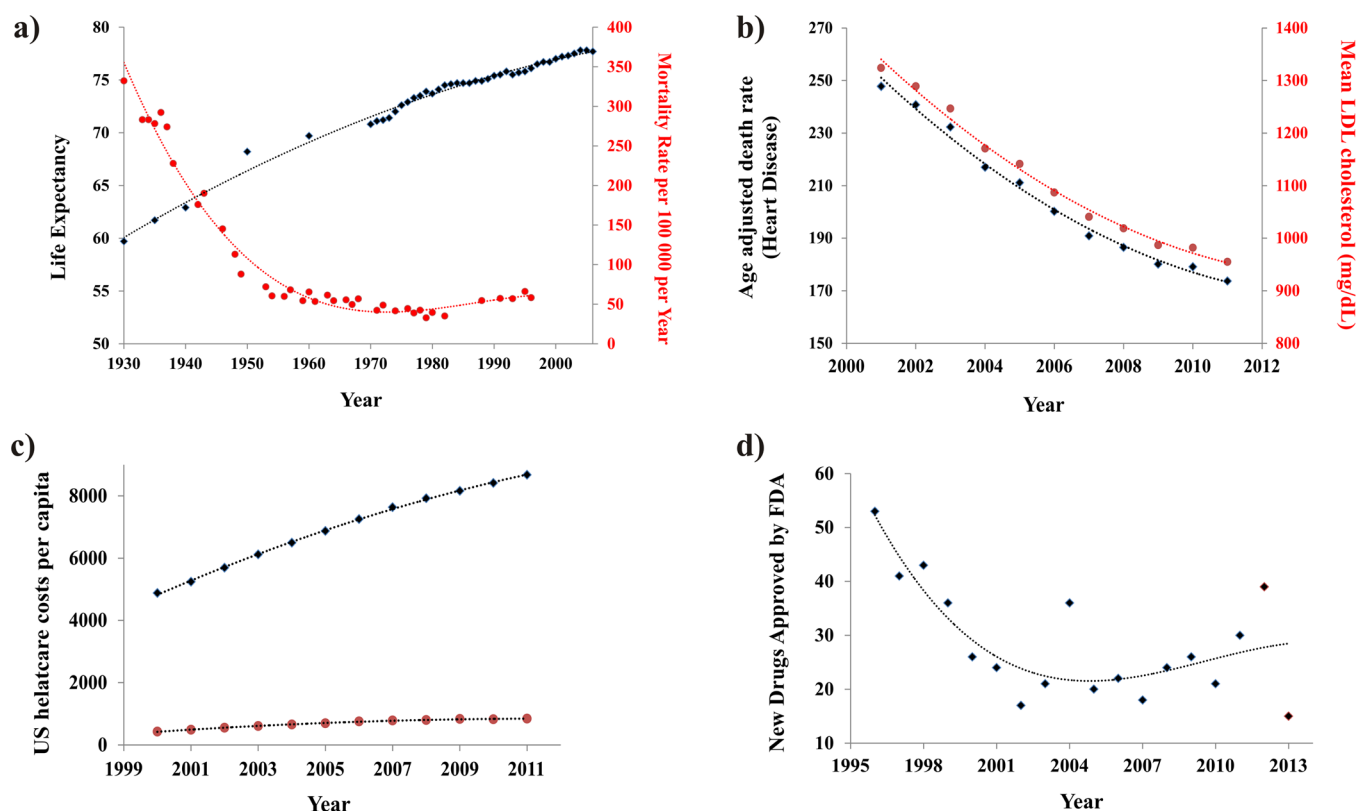 a)
80
75
70
65
60
55
50
Life Expectancy
400
350
300
250
200
150
100
50
0
Mortality Rate per 100 000 per Year
1930 1940 1950 1960 1970 1980 1990 2000
Year
b)
270
250
230
210
190
170
150
Age adjusted death rate
(Heart Disease)
1400
1300
1200
1100
1000
900
800
Mean LDL cholesterol (mg/dL)
2000 2002 2004 2006 2008 2010 2012
Year
c)
8000
6000
4000
2000
0
US helatcare costs per capita
1999 2001 2003 2005 2007 2009 2011
Year
d)
60
50
40
30
20
10
New Drugs Approved by FDA
1995 1998 2001 2004 2007 2010 2013
Year